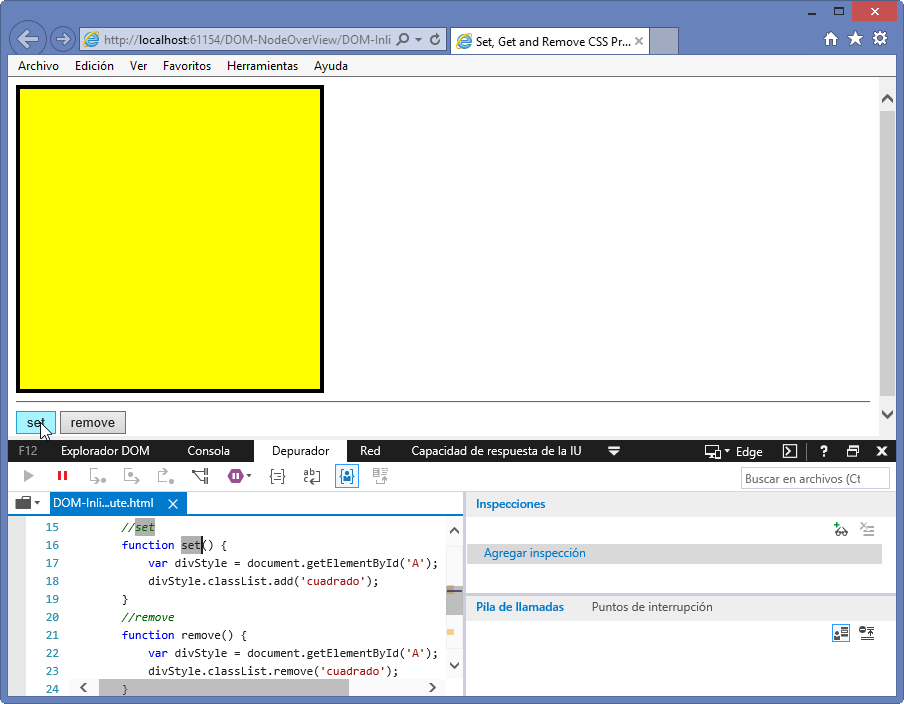 http://localhost:61154/DOM-NodeOverView/DOM-Inli
Set, Get and Remove CSS Pr...
Archivo Edición Ver Favoritos Herramientas Ayuda
set remove
F12 Explorador DOM Consola Depurador Red Capacidad de respuesta de la IU Edge ?
Buscar en archivos (Ct
DOM-Inli...ute.html
Inspecciones
Agregar inspección
15 //set
16 function set() {
17 var divStyle = document.getElementById('A');
18 divStyle.classList.add('cuadrado');
19 }
20 //remove
21 function remove() {
22 var divStyle = document.getElementById('A');
23 divStyle.classList.remove('cuadrado');
24 }
Pila de llamadas Puntos de interrupción